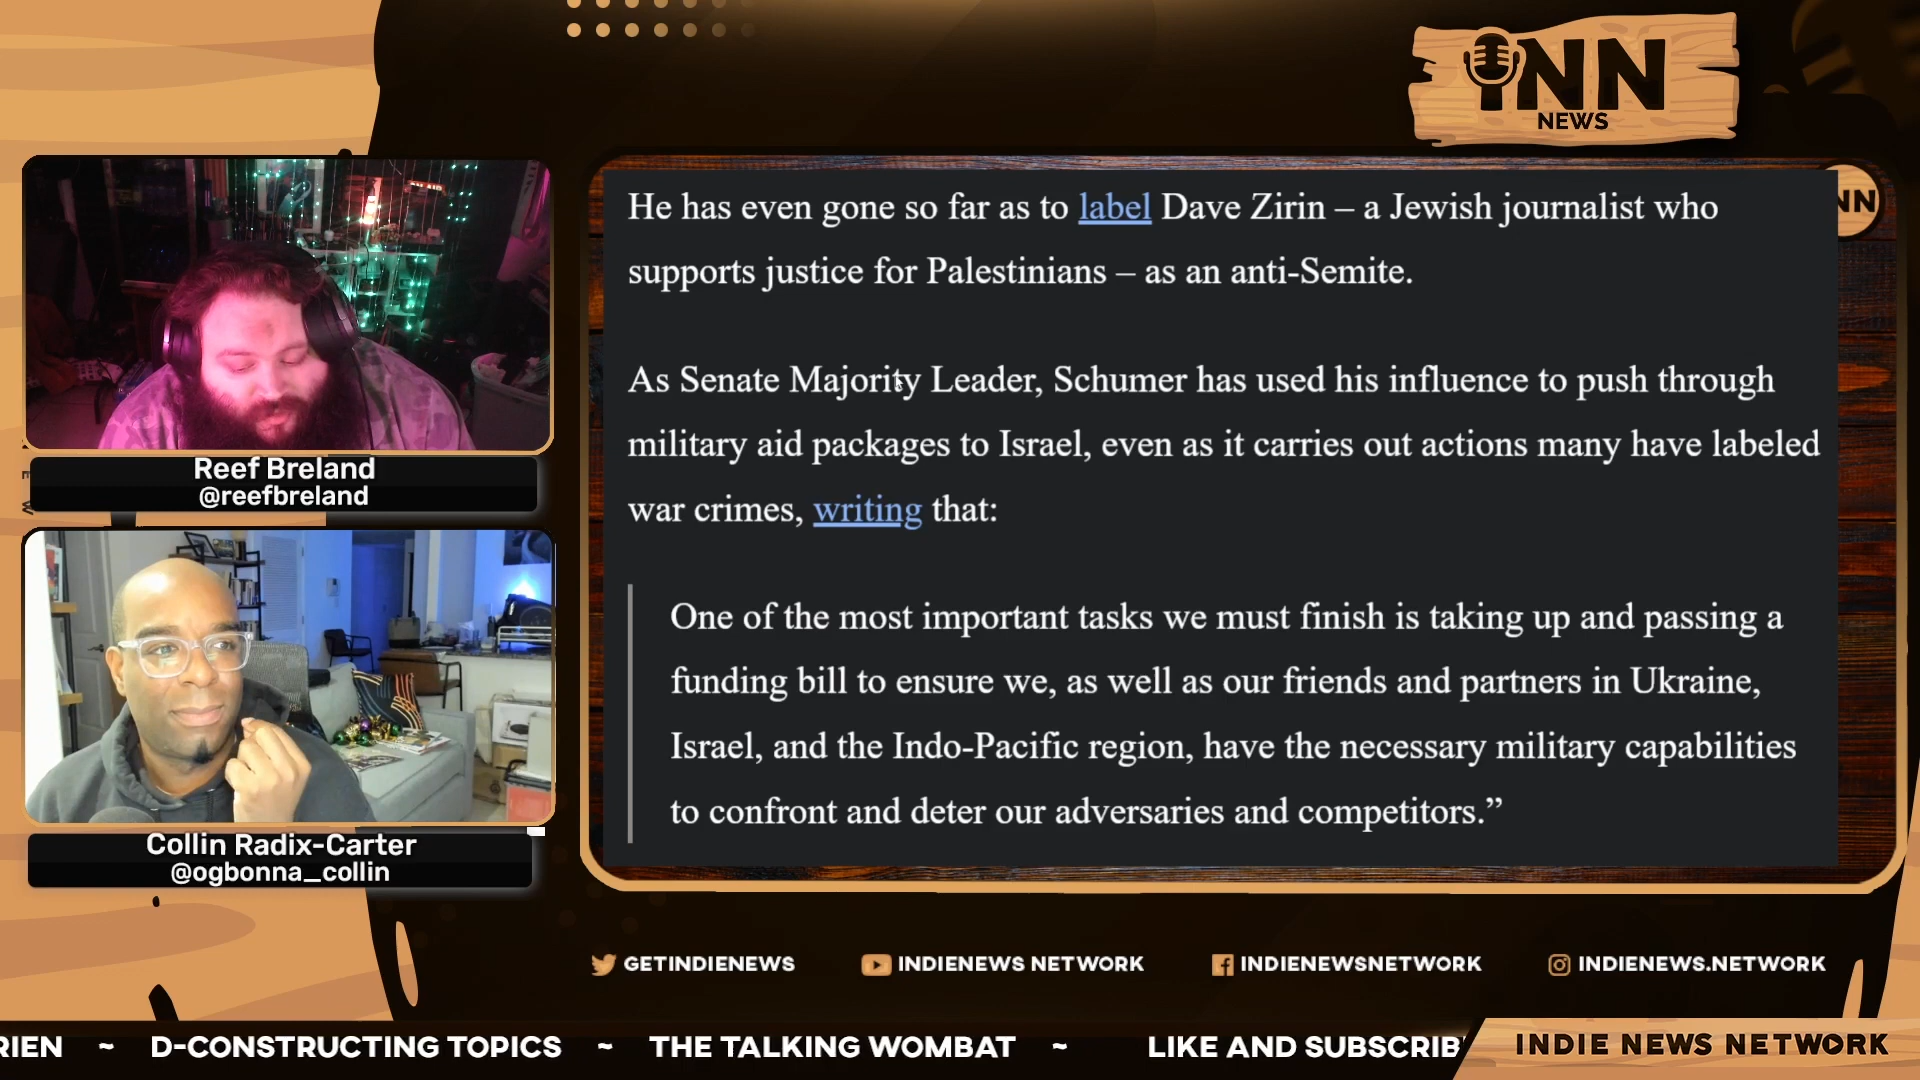 iNN
NEWS
NN
He has even gone so far as to label Dave Zirin – a Jewish journalist who
supports justice for Palestinians – as an anti-Semite.
As Senate Majority Leader, Schumer has used his influence to push through
military aid packages to Israel, even as it carries out actions many have labeled
war crimes, writing that:
One of the most important tasks we must finish is taking up and passing a
funding bill to ensure we, as well as our friends and partners in Ukraine,
Israel, and the Indo-Pacific region, have the necessary military capabilities
to confront and deter our adversaries and competitors.”
Reef Breland
@reefbreland
Collin Radix-Carter
@ogbonna_collin
GETINDIENEWS
INDIENEWS NETWORK
INDIENEWSNETWORK
INDIENEWS.NETWORK
RIEN ~ D-CONSTRUCTING TOPICS ~ THE TALKING WOMBAT ~ LIKE AND SUBSCRIB
INDIE NEWS NETWORK